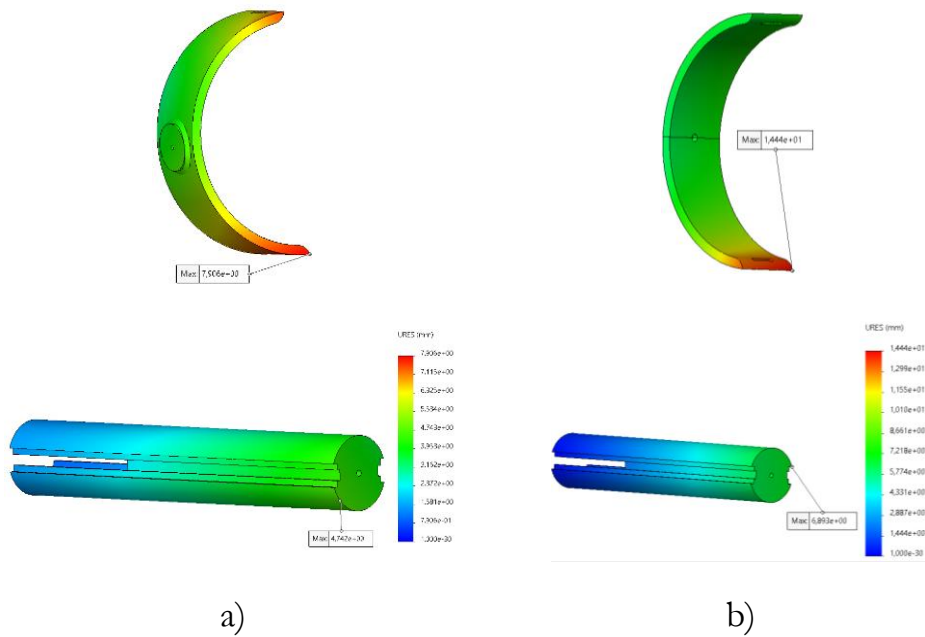 Max: 1,444e+01
Max: 7,906e+00
URES (mm)
7,906e+00
7,115e+00
6,325e+00
5,534e+00
4,743e+00
3,953e+00
3,162e+00
2,372e+00
1,581e+00
7,906e-01
1,000e-30
Max: 4,742e+00
URES (mm)
1,444e+01
1,299e+01
1,155e+01
1,010e+01
8,661e+00
7,218e+00
5,774e+00
4,331e+00
2,887e+00
1,444e+00
1,000e-30
Max: 6,893e+00
a)
b)